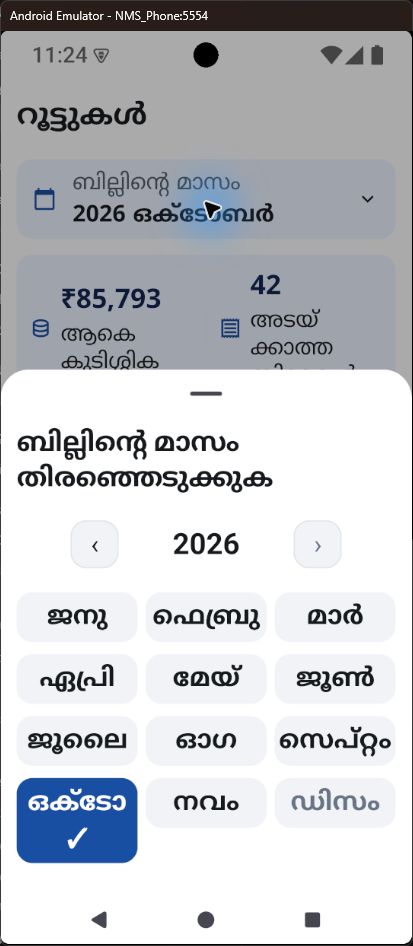 Android Emulator - NMS_Phone:5554
11:24
റൂട്ടുകൾ
ബില്ലിന്റെ മാസം
2026 ഒക്ടോബർ
₹85,793
ആകെ
കുടിശ്ശിക
42
അടയ്
ക്കാത്ത
ബില്ലിന്റെ മാസം
തിരഞ്ഞെടുക്കുക
‹ 2026 ›
ജനു ഫെബ്രു മാർ
ഏപ്രി മേയ് ജൂൺ
ജൂലൈ ഓഗ സെപ്റ്റം
ഒക്ടോ നവം ഡിസം
✓